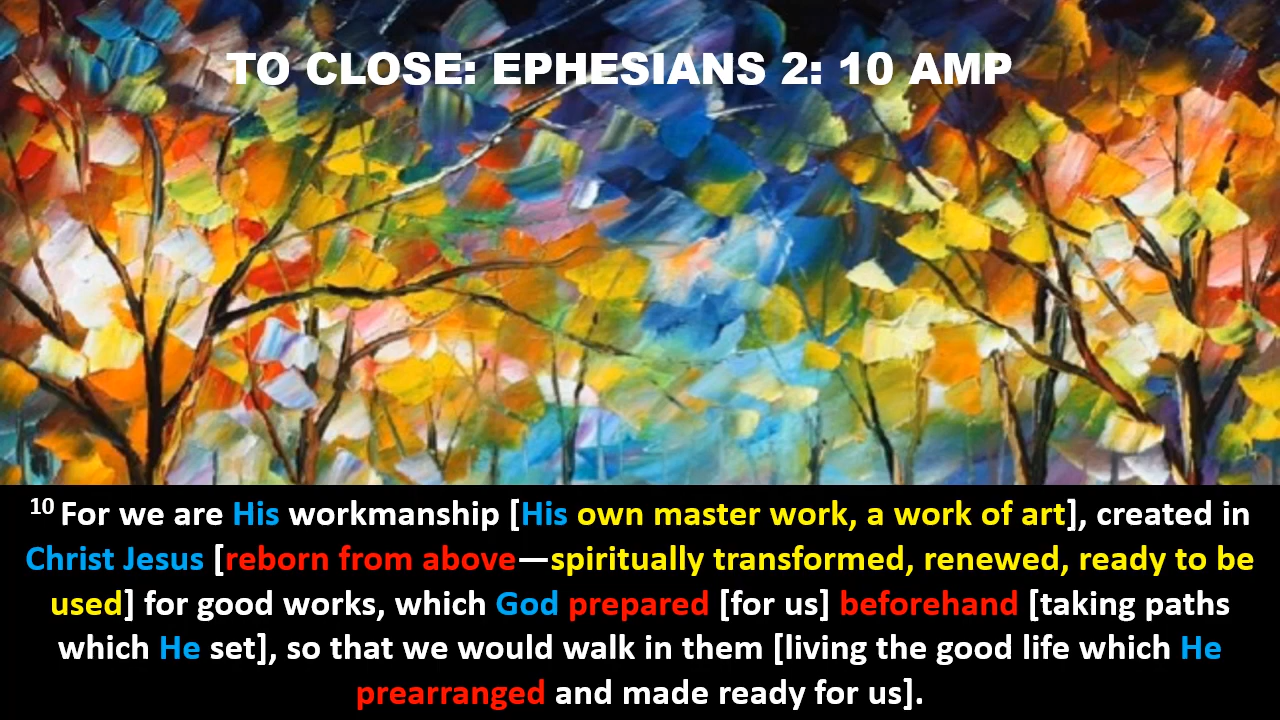 TO CLOSE: EPHESIANS 2: 10 AMP
10 For we are His workmanship [His own master work, a work of art], created in
Christ Jesus [reborn from above—spiritually transformed, renewed, ready to be
used] for good works, which God prepared [for us] beforehand [taking paths
which He set], so that we would walk in them [living the good life which He
prearranged and made ready for us].